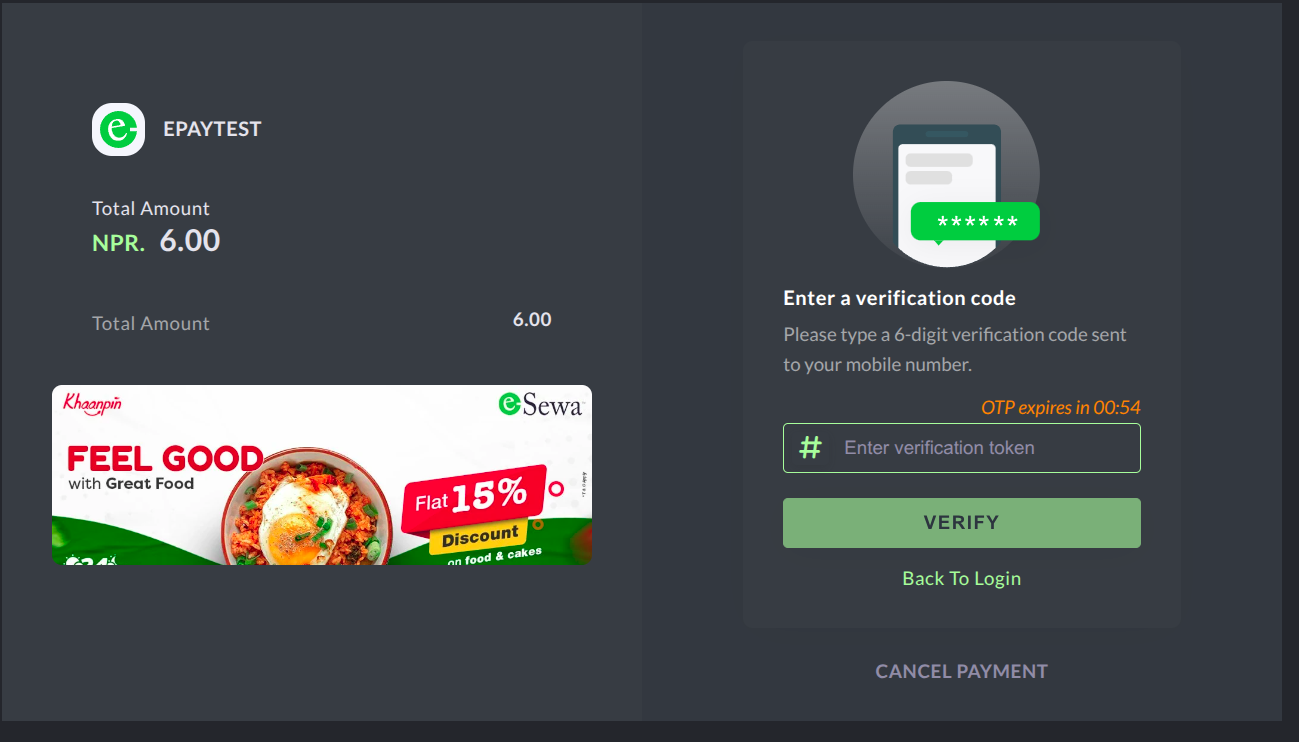 EPAYTEST
Total Amount
NPR. 6.00
Total Amount 6.00
Khaanpin
eSewa
FEEL GOOD
with Great Food
Flat 15%
Discount
on food & cakes
******
Enter a verification code
Please type a 6-digit verification code sent
to your mobile number.
OTP expires in 00:54
# Enter verification token
VERIFY
Back To Login
CANCEL PAYMENT